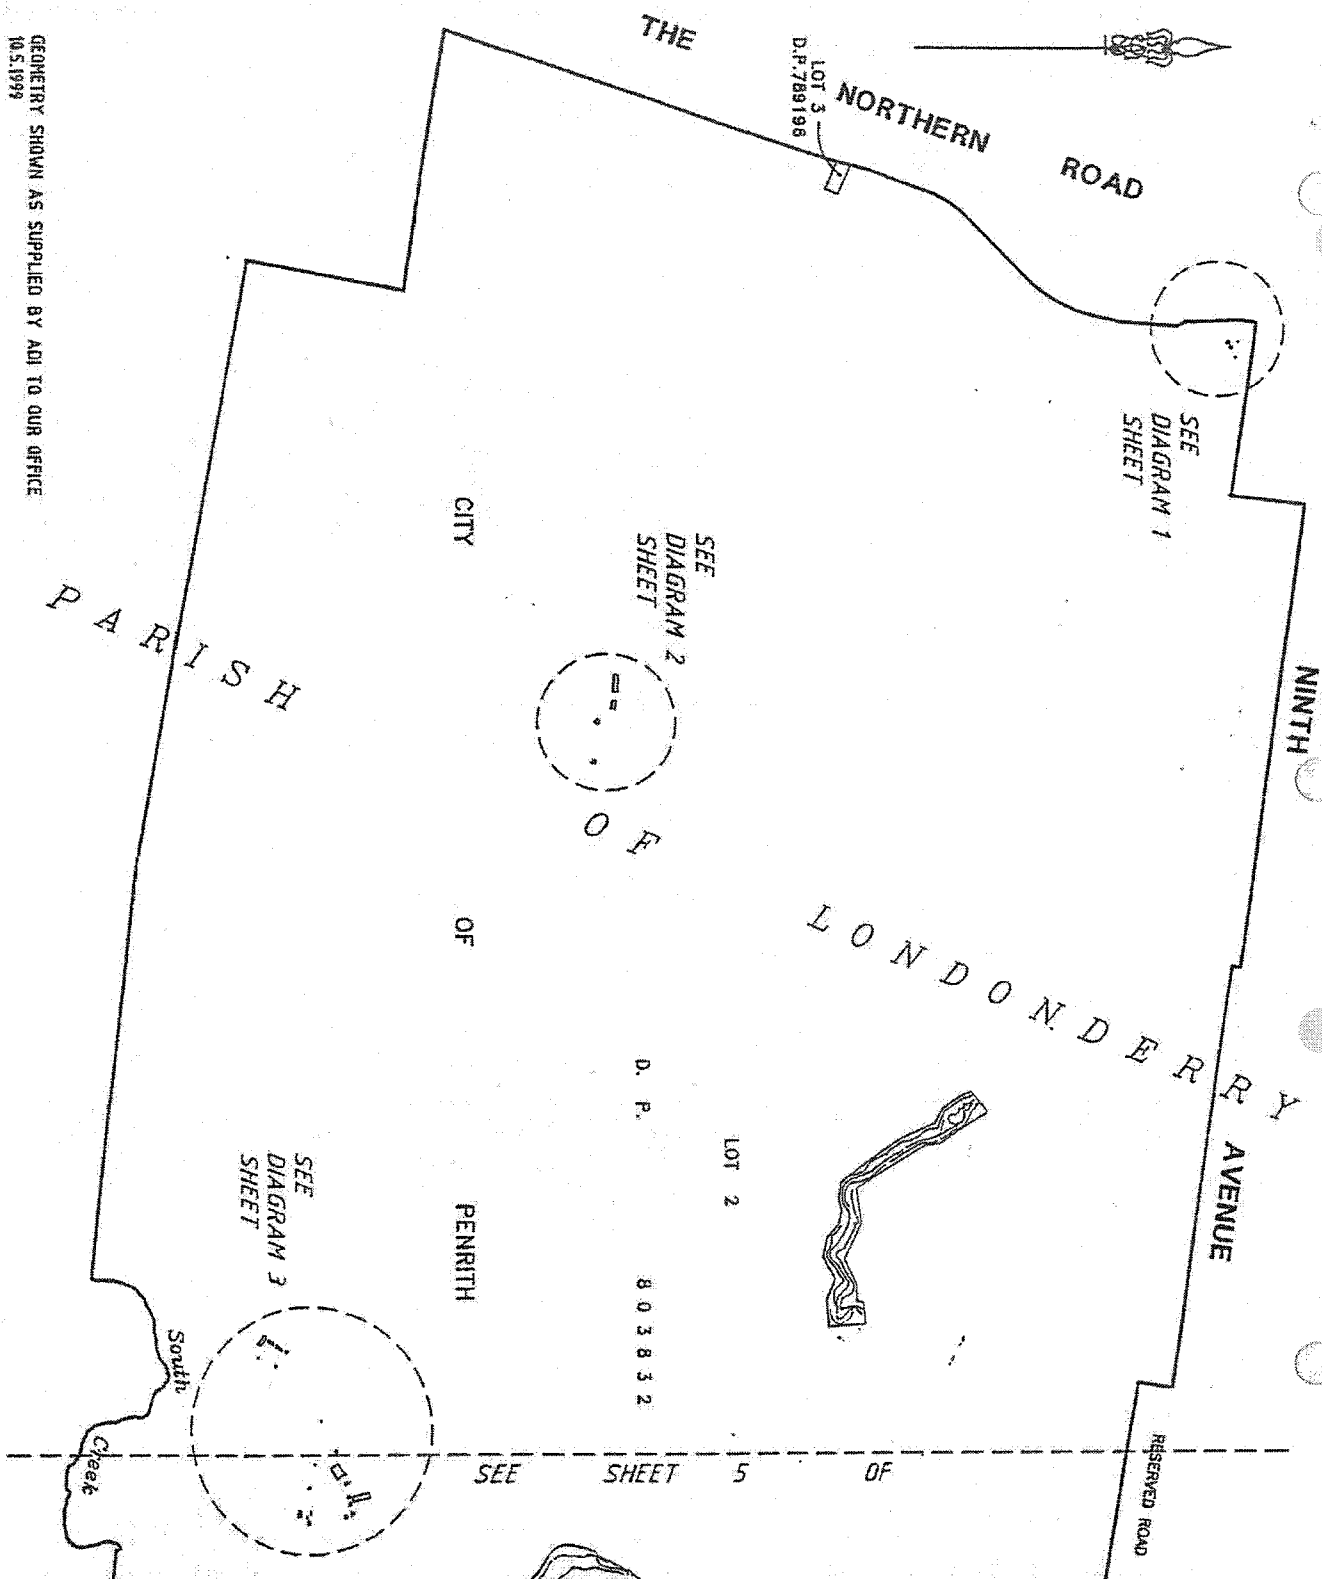 THE NORTHERN ROAD
LOT 3
D.P.789196
SEE
DIAGRAM 1
SHEET
NINTH AVENUE
SEE
DIAGRAM 2
SHEET
CITY OF PENRITH
PARISH OF LONDONDERRY
LOT 2
D. P. 803832
SEE
DIAGRAM 3
SHEET
South Creek
SEE SHEET 5 OF
RESERVED ROAD
GEOMETRY SHOWN AS SUPPLIED BY ADI TO OUR OFFICE
10.5.1999